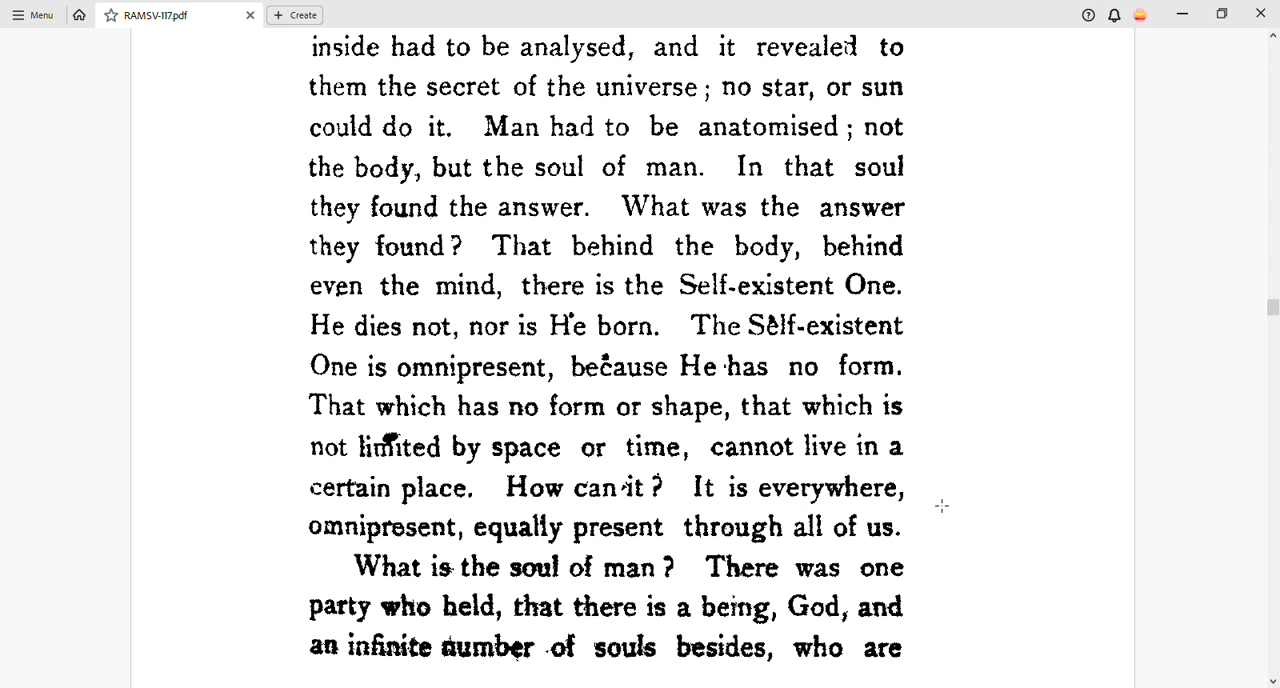 Menu
RAMSV-117.pdf
Create
inside had to be analysed, and it revealed to
them the secret of the universe; no star, or sun
could do it. Man had to be anatomised; not
the body, but the soul of man. In that soul
they found the answer. What was the answer
they found? That behind the body, behind
even the mind, there is the Self-existent One.
He dies not, nor is He born. The Self-existent
One is omnipresent, because He has no form.
That which has no form or shape, that which is
not limited by space or time, cannot live in a
certain place. How can it? It is everywhere,
omnipresent, equally present through all of us.
What is the soul of man? There was one
party who held, that there is a being, God, and
an infinite number of souls besides, who are